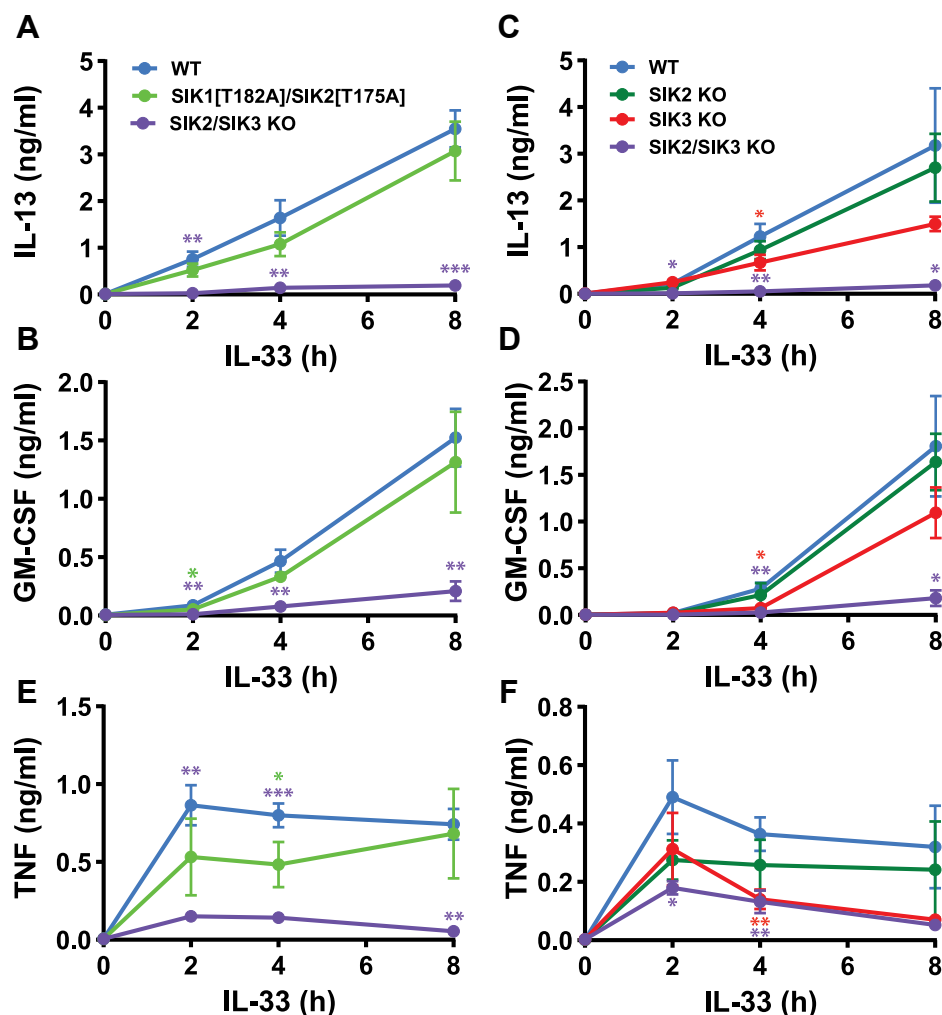 A
IL-13 (ng/ml)
5
4
3
2
1
0
WT
SIK1[T182A]/SIK2[T175A]
SIK2/SIK3 KO
**
**
***
0 2 4 6 8
IL-33 (h)
C
IL-13 (ng/ml)
5
4
3
2
1
0
WT
SIK2 KO
SIK3 KO
SIK2/SIK3 KO
*
*
**
*
0 2 4 6 8
IL-33 (h)
B
GM-CSF (ng/ml)
2.0
1.5
1.0
0.5
0.0
*
**
**
**
0 2 4 6 8
IL-33 (h)
D
GM-CSF (ng/ml)
2.5
2.0
1.5
1.0
0.5
0.0
*
**
*
0 2 4 6 8
IL-33 (h)
E
TNF (ng/ml)
1.5
1.0
0.5
0.0
**
*
***
**
0 2 4 6 8
IL-33 (h)
F
TNF (ng/ml)
0.8
0.6
0.4
0.2
0.0
*
**
**
0 2 4 6 8
IL-33 (h)